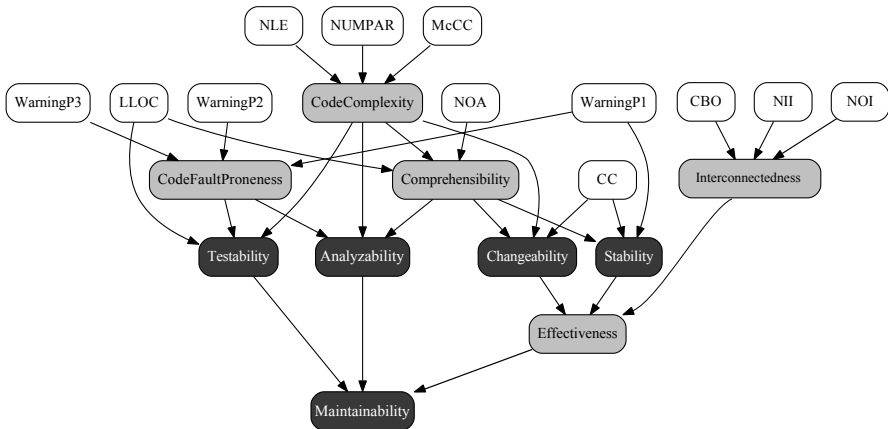 NLE
NUMPAR
McCC
WarningP3
LLOC
WarningP2
CodeComplexity
NOA
WarningP1
CBO
NII
NOI
CodeFaultProneness
Comprehensibility
CC
Interconnectedness
Testability
Analyzability
Changeability
Stability
Effectiveness
Maintainability